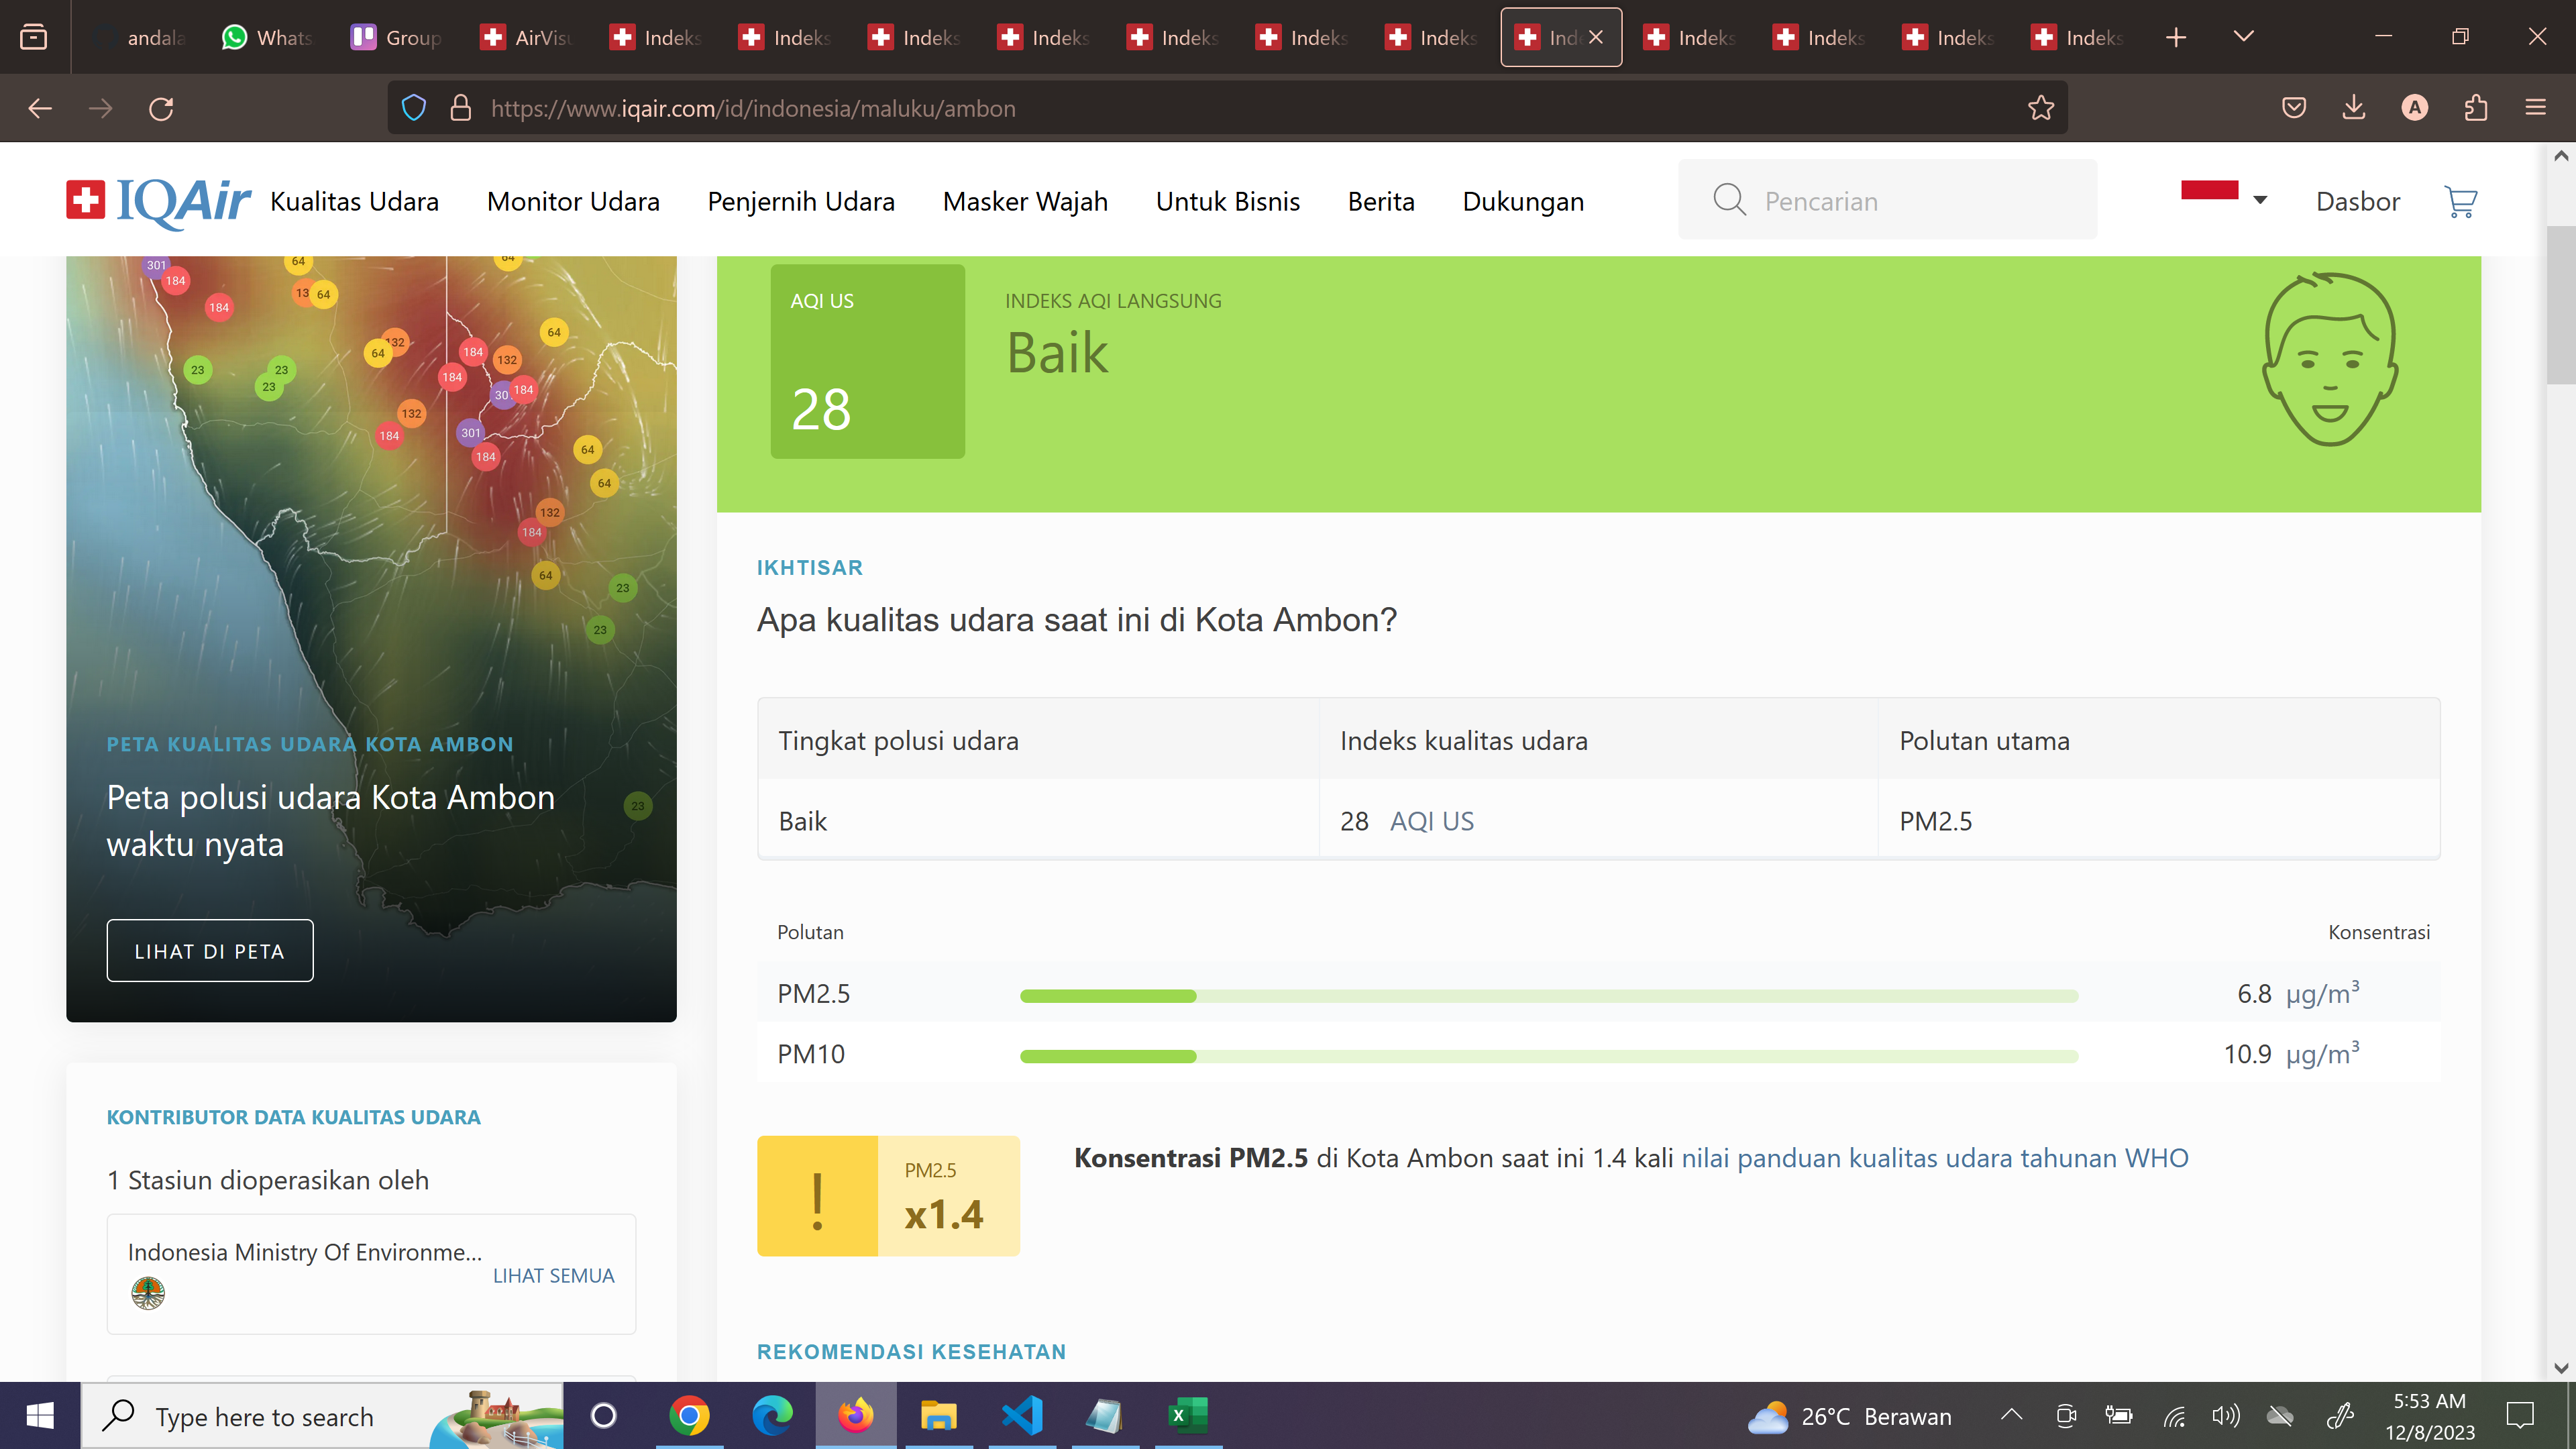 andala
Whats
Group
AirVisu
Indeks
Indeks
Indeks
Indeks
Indeks
Indeks
Indeks
Ind
Indeks
Indeks
Indeks
Indeks
https://www.iqair.com/id/indonesia/maluku/ambon
A
IQAir
Kualitas Udara
Monitor Udara
Penjernih Udara
Masker Wajah
Untuk Bisnis
Berita
Dukungan
Pencarian
Dasbor
301
184
184
64
64
64
23
23
23
132
64
184
184
132
184
64
132
184
301
184
64
64
132
184
64
23
23
23
PETA KUALITAS UDARA KOTA AMBON
Peta polusi udara Kota Ambon
waktu nyata
LIHAT DI PETA
KONTRIBUTOR DATA KUALITAS UDARA
1 Stasiun dioperasikan oleh
Indonesia Ministry Of Environme...
LIHAT SEMUA
AQI US
28
INDEKS AQI LANGSUNG
Baik
IKHTISAR
Apa kualitas udara saat ini di Kota Ambon?
Tingkat polusi udara Indeks kualitas udara Polutan utama
Baik 28 AQI US PM2.5
Polutan Konsentrasi
PM2.5 6.8 µg/m³
PM10 10.9 µg/m³
!
PM2.5
x1.4
Konsentrasi PM2.5 di Kota Ambon saat ini 1.4 kali nilai panduan kualitas udara tahunan WHO
REKOMENDASI KESEHATAN
Type here to search
26°C Berawan
5:53 AM
12/8/2023